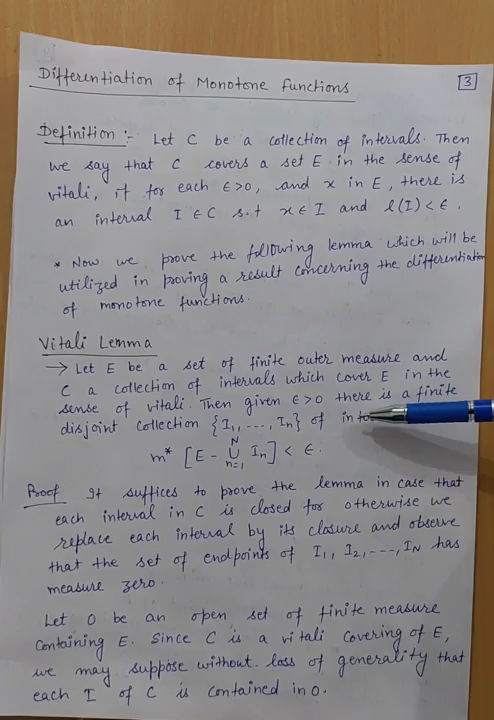 Differentiation of Monotone Functions
3
Definition :- Let C be a collection of intervals. Then
we say that C covers a set E in the sense of
vitali, if for each ϵ>0, and x in E, there is
an interval I ∈ C s.t x ∈ I and l(I) < ϵ.
* Now we prove the following lemma which will be
utilized in proving a result concerning the differentiation
of monotone functions.
Vitali Lemma
→ Let E be a set of finite outer measure and
C a collection of intervals which cover E in the
sense of vitali. Then given ϵ>0 there is a finite
disjoint collection {I₁, ..., Iₙ} of
m* [E - ⋃ₙ₌₁ᴺ Iₙ] < ϵ.
Proof It suffices to prove the lemma in case that
each interval in C is closed for otherwise we
replace each interval by its closure and observe
that the set of endpoints of I₁, I₂, ---, I_N has
measure zero.
Let O be an open set of finite measure
containing E. Since C is a vitali covering of E,
we may suppose without loss of generality that
each I of C is contained in O.